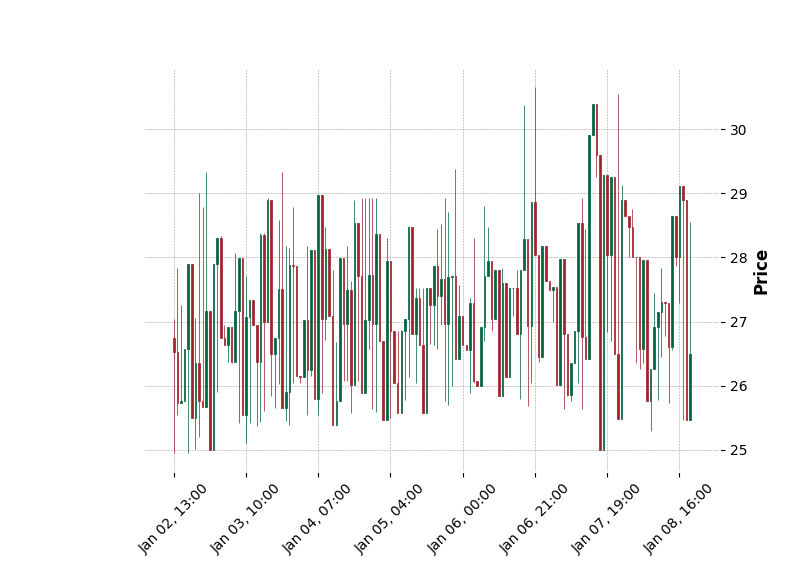 30
29
28
27
26
25
Price
Jan 02, 13:00
Jan 03, 10:00
Jan 04, 07:00
Jan 05, 04:00
Jan 06, 00:00
Jan 06, 21:00
Jan 07, 19:00
Jan 08, 16:00